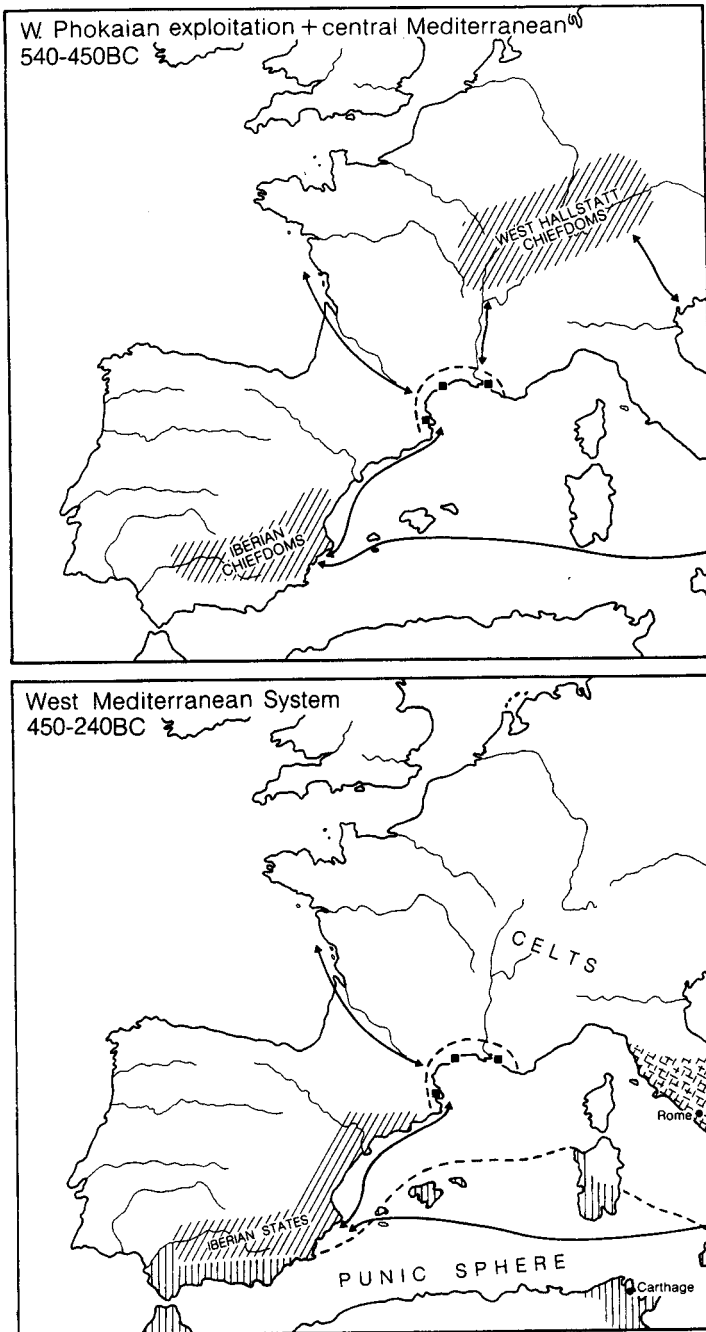 W. Phokaian exploitation + central Mediterranean
540-450BC
WEST HALLSTATT
CHIEFDOMS
IBERIAN
CHIEFDOMS
West Mediterranean System
450-240BC
CELTS
Rome
IBERIAN STATES
PUNIC SPHERE
Carthage